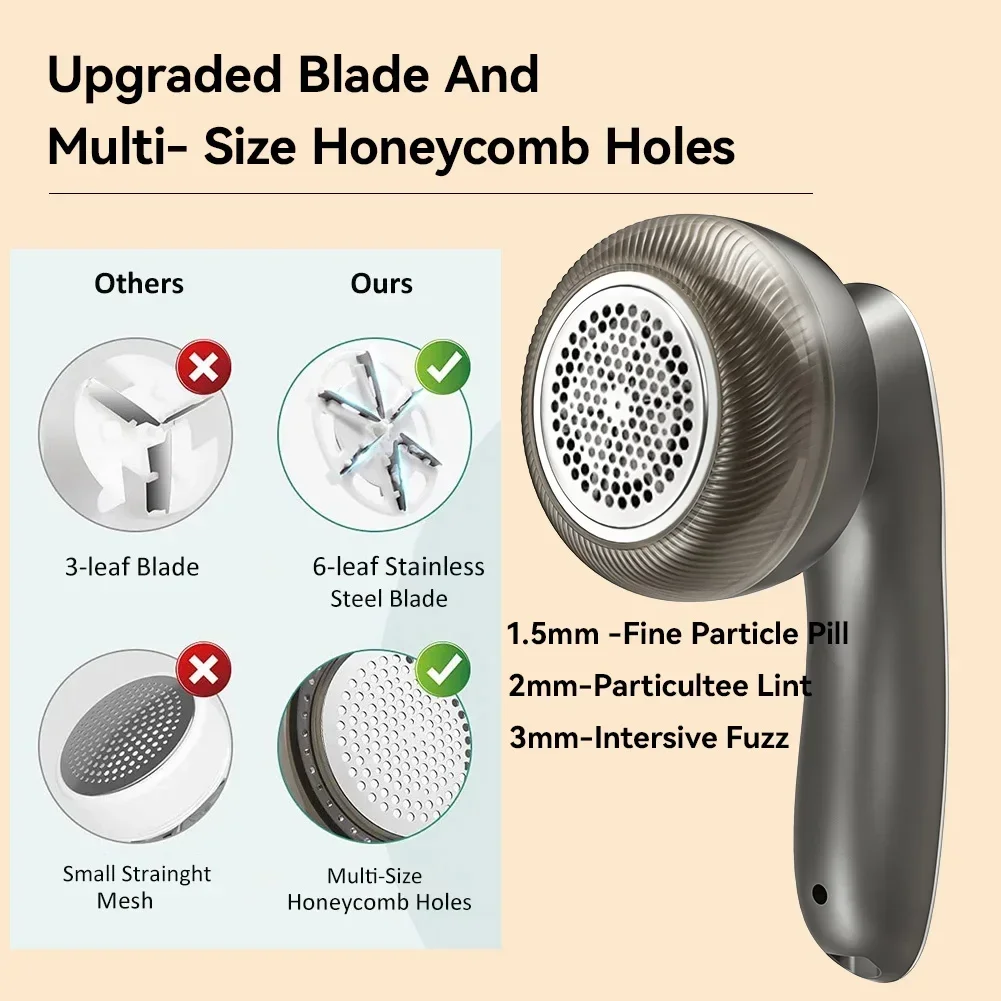 Upgraded Blade And
Multi- Size Honeycomb Holes
Others
Ours
3-leaf Blade
6-leaf Stainless
Steel Blade
1.5mm -Fine Particle Pill
2mm-Particultee Lint
3mm-Intersive Fuzz
Small Strainght
Mesh
Multi-Size
Honeycomb Holes